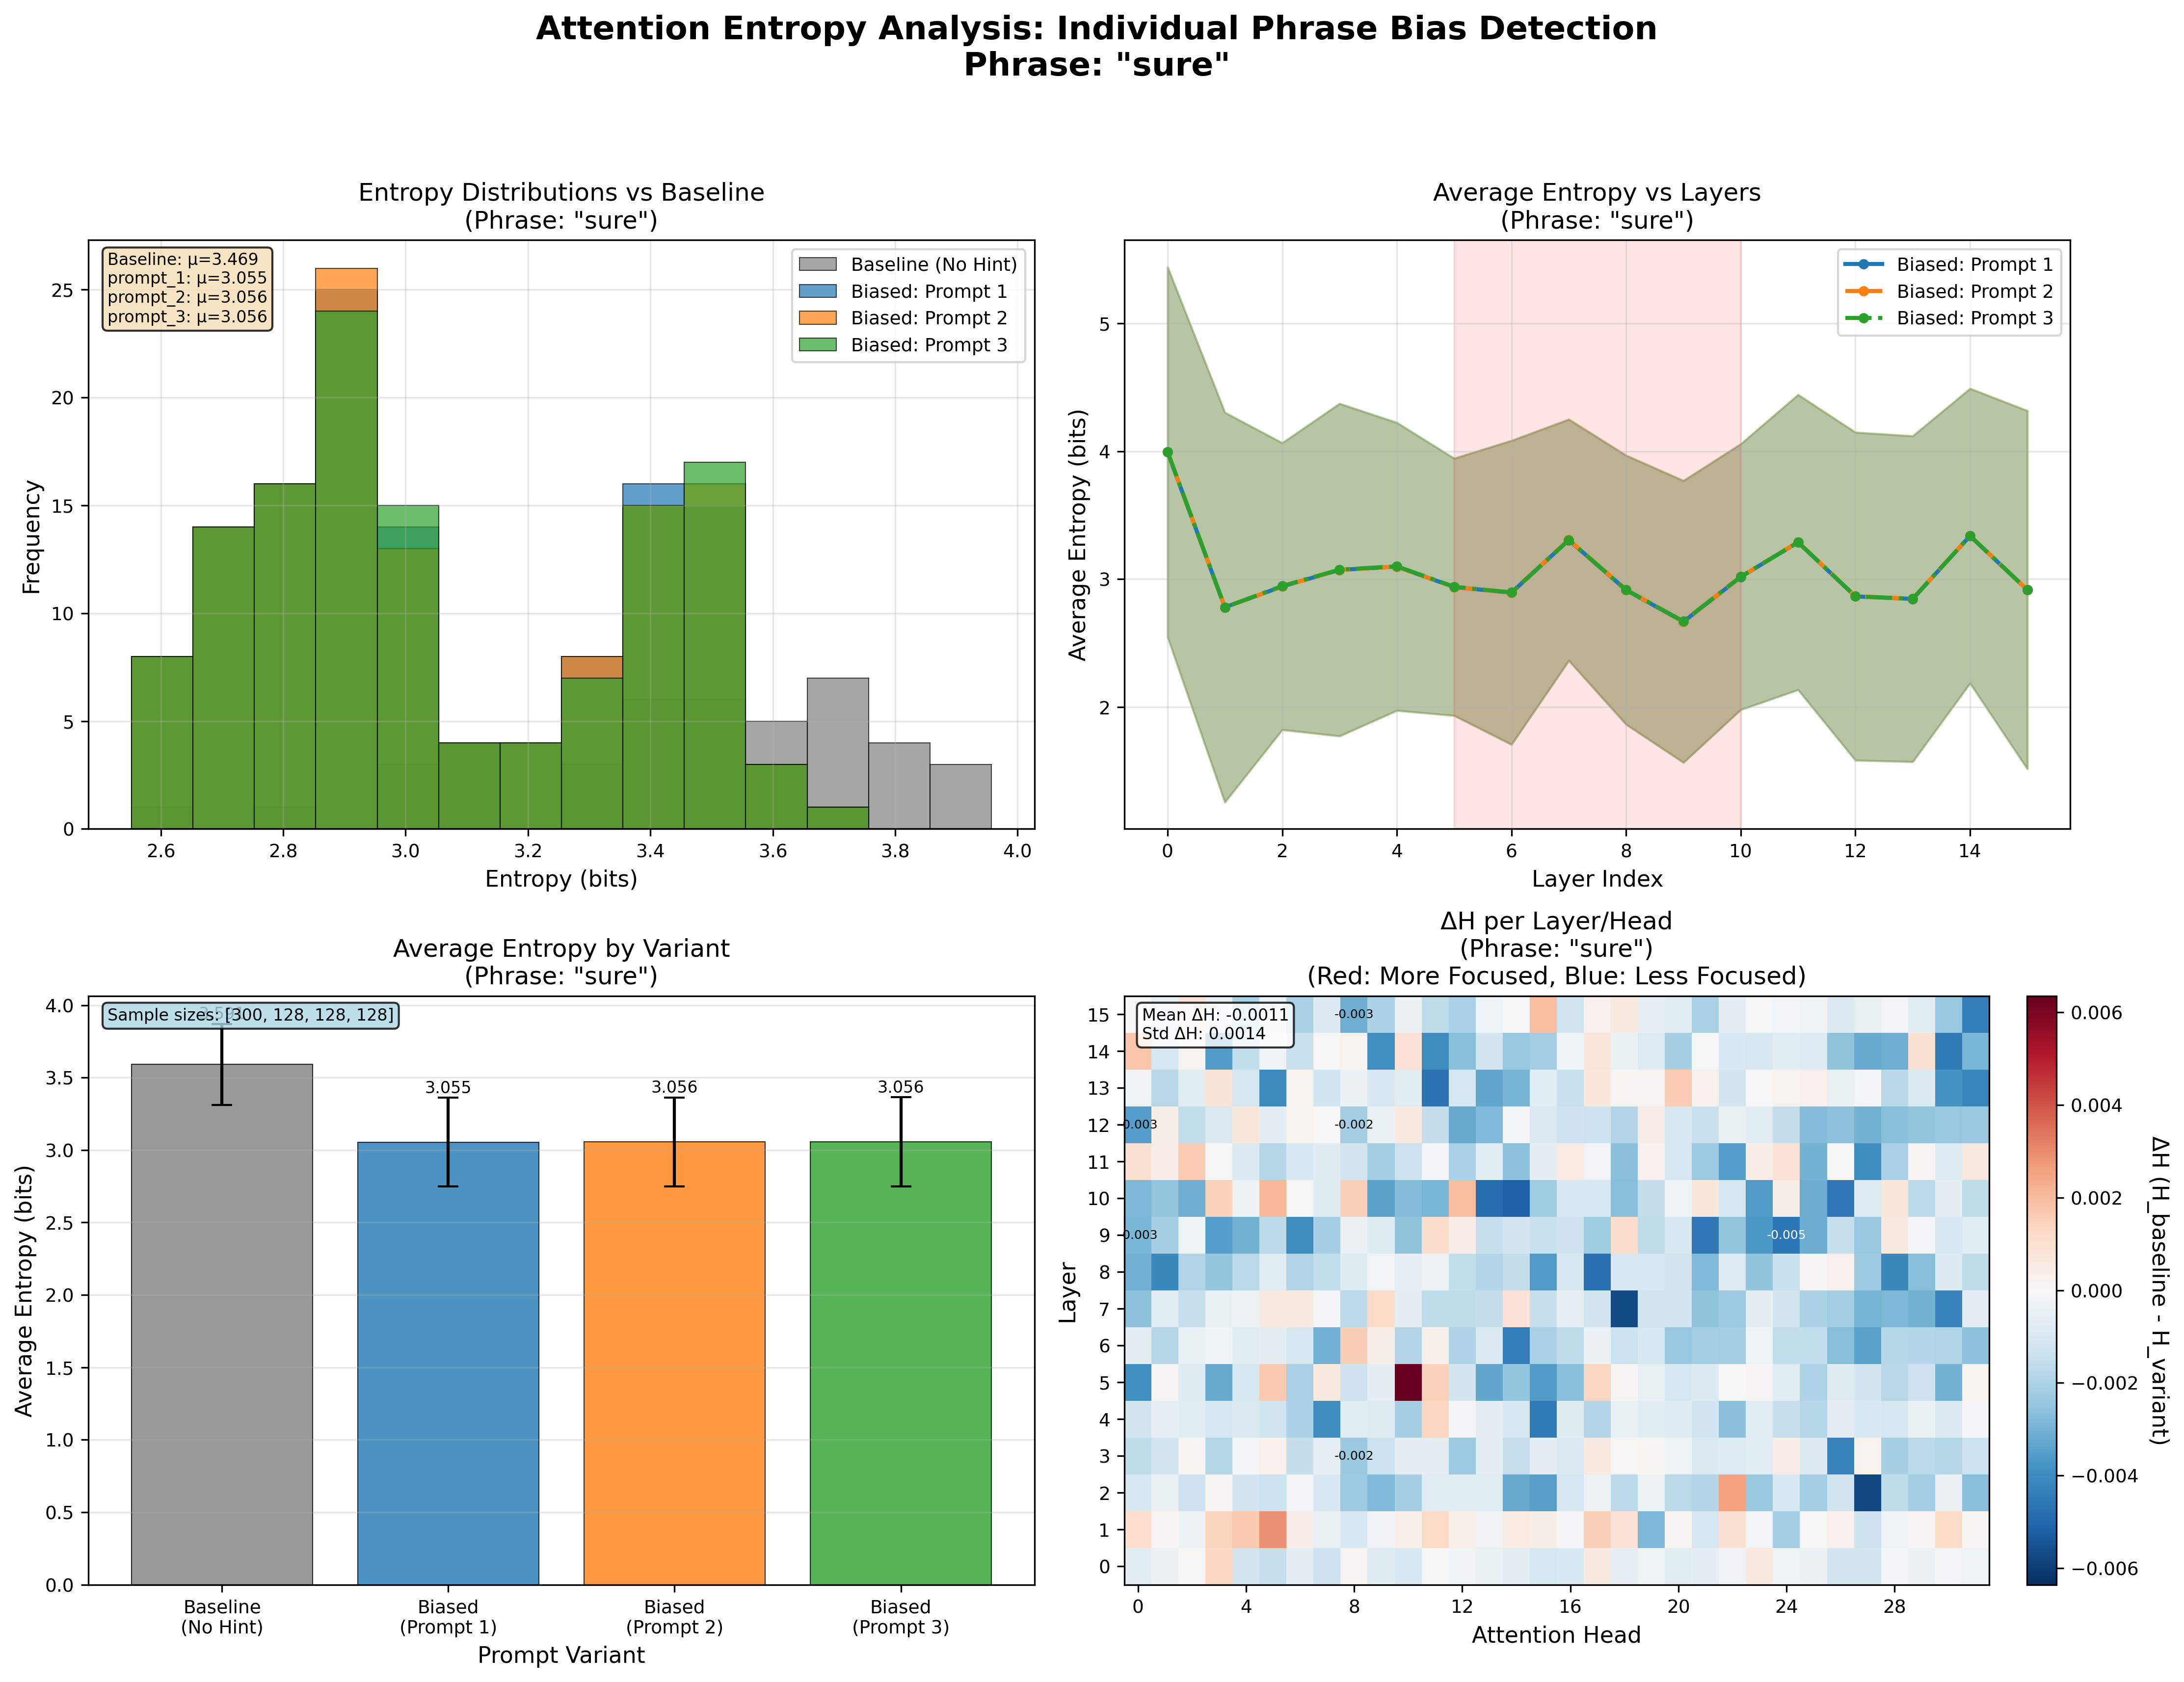 Attention Entropy Analysis: Individual Phrase Bias Detection
Phrase: "sure"
Entropy Distributions vs Baseline
(Phrase: "sure")
Baseline: μ=3.469
prompt_1: μ=3.055
prompt_2: μ=3.056
prompt_3: μ=3.056
Baseline (No Hint)
Biased: Prompt 1
Biased: Prompt 2
Biased: Prompt 3
25
20
15
10
5
0
Frequency
2.6 2.8 3.0 3.2 3.4 3.6 3.8 4.0
Entropy (bits)
Average Entropy vs Layers
(Phrase: "sure")
Biased: Prompt 1
Biased: Prompt 2
Biased: Prompt 3
5
4
3
2
Average Entropy (bits)
0 2 4 6 8 10 12 14
Layer Index
Average Entropy by Variant
(Phrase: "sure")
Sample sizes: [300, 128, 128, 128]
3.055
3.056
3.056
4.0
3.5
3.0
2.5
2.0
1.5
1.0
0.5
0.0
Average Entropy (bits)
Baseline
(No Hint)
Biased
(Prompt 1)
Biased
(Prompt 2)
Biased
(Prompt 3)
Prompt Variant
ΔH per Layer/Head
(Phrase: "sure")
(Red: More Focused, Blue: Less Focused)
Mean ΔH: -0.0011
Std ΔH: 0.0014
15
14
13
12
11
10
9
8
7
6
5
4
3
2
1
0
Layer
-0.003
0.003
-0.002
0.003
-0.005
-0.002
0 4 8 12 16 20 24 28
Attention Head
0.006
0.004
0.002
0.000
−0.002
−0.004
−0.006
ΔH (H_baseline - H_variant)